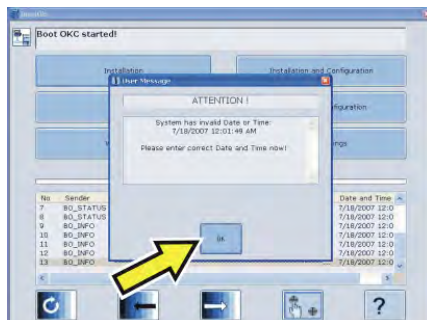 Boot OKC started!
Installation
Installation and Configuration
User Message
ATTENTION !
System has invalid Date or Time:
7/18/2007 12:01:49 AM
Please enter correct Date and Time now!
ok
No Sender Date and Time
7 BO_STATUS 7/18/2007 12:0
8 BO_STATUS 7/18/2007 12:0
9 BO_INFO 7/18/2007 12:0
10 BO_INFO 7/18/2007 12:0
11 BO_INFO 7/18/2007 12:0
12 BO_INFO 7/18/2007 12:0
13 BO_INFO 7/18/2007 12:0
?